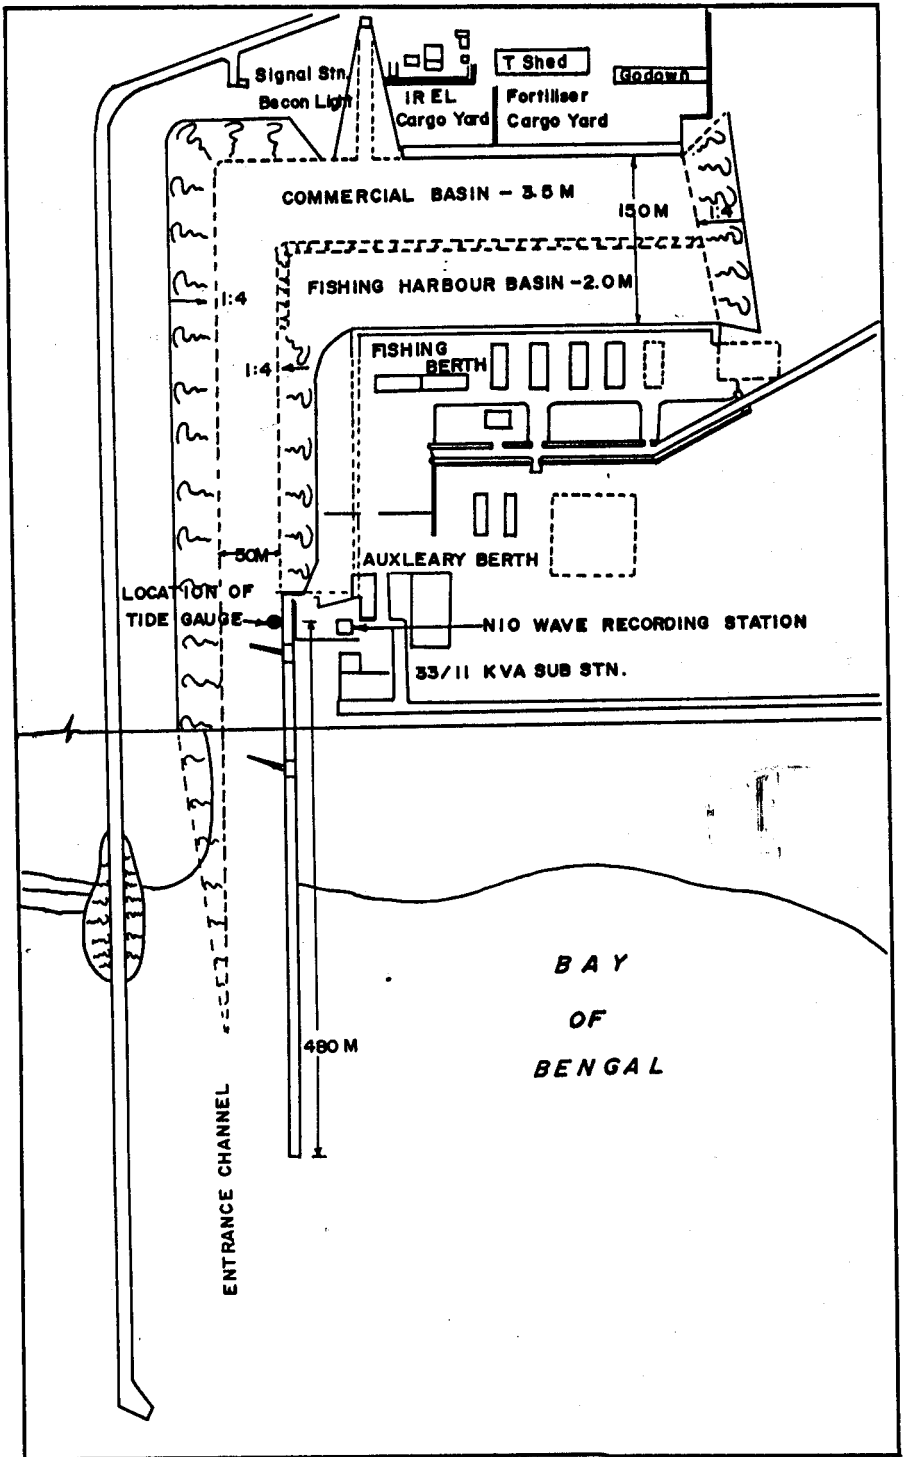 Signal Stn.
Becon Light
IREL
Cargo Yard
T Shed
Fortiliser
Cargo Yard
Godown
COMMERCIAL BASIN - 3.5 M
150M
1:4
FISHING HARBOUR BASIN -2.0M
1:4
1:4
FISHING
BERTH
50M
AUXLEARY BERTH
LOCATION OF
TIDE GAUGE
NIO WAVE RECORDING STATION
33/11 KVA SUB STN.
BAY
OF
BENGAL
480 M
ENTRANCE CHANNEL